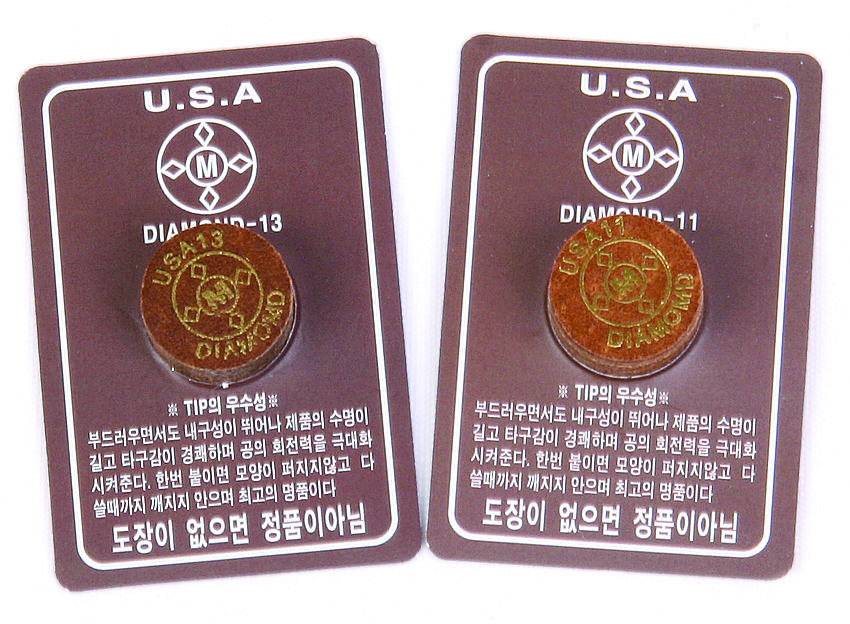 U.S.A
M
DIAMOND-13
USA13
M
DIAMOMD
※ TIP의 우수성※
부드러우면서도 내구성이 뛰어나 제품의 수명이
길고 타구감이 경쾌하며 공의 회전력을 극대화
시켜준다. 한번 붙이면 모양이 퍼지지않고 다
쓸때까지 깨지지 안으며 최고의 명품이다
도장이 없으면 정품이아님
U.S.A
M
DIAMOND-11
USA11
M
DIAMOMD
※ TIP의 우수성※
부드러우면서도 내구성이 뛰어나 제품의 수명이
길고 타구감이 경쾌하며 공의 회전력을 극대화
시켜준다. 한번 붙이면 모양이 퍼지지않고 다
쓸때까지 깨지지 안으며 최고의 명품이다
도장이 없으면 정품이아님